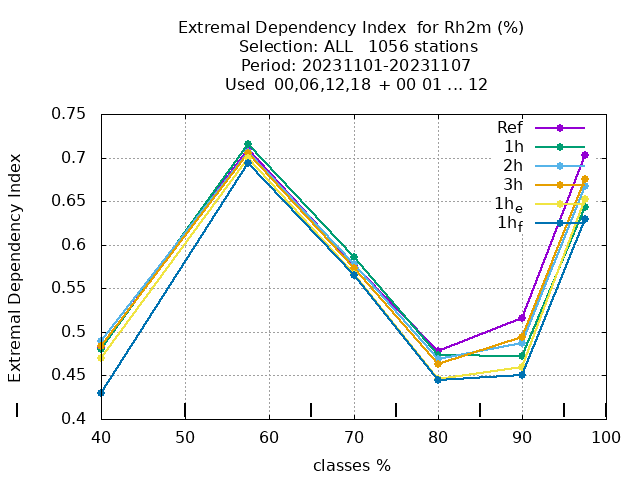 Extremal Dependency Index  for Rh2m (%)
Selection: ALL   1056 stations
Period: 20231101-20231107
Used  00,06,12,18 + 00 01 ... 12
Extremal Dependency Index
0.75
0.7
0.65
0.6
0.55
0.5
0.45
0.4
Ref
1h
2h
3h
1he
1hf
40
50
60
70
80
90
100
classes %